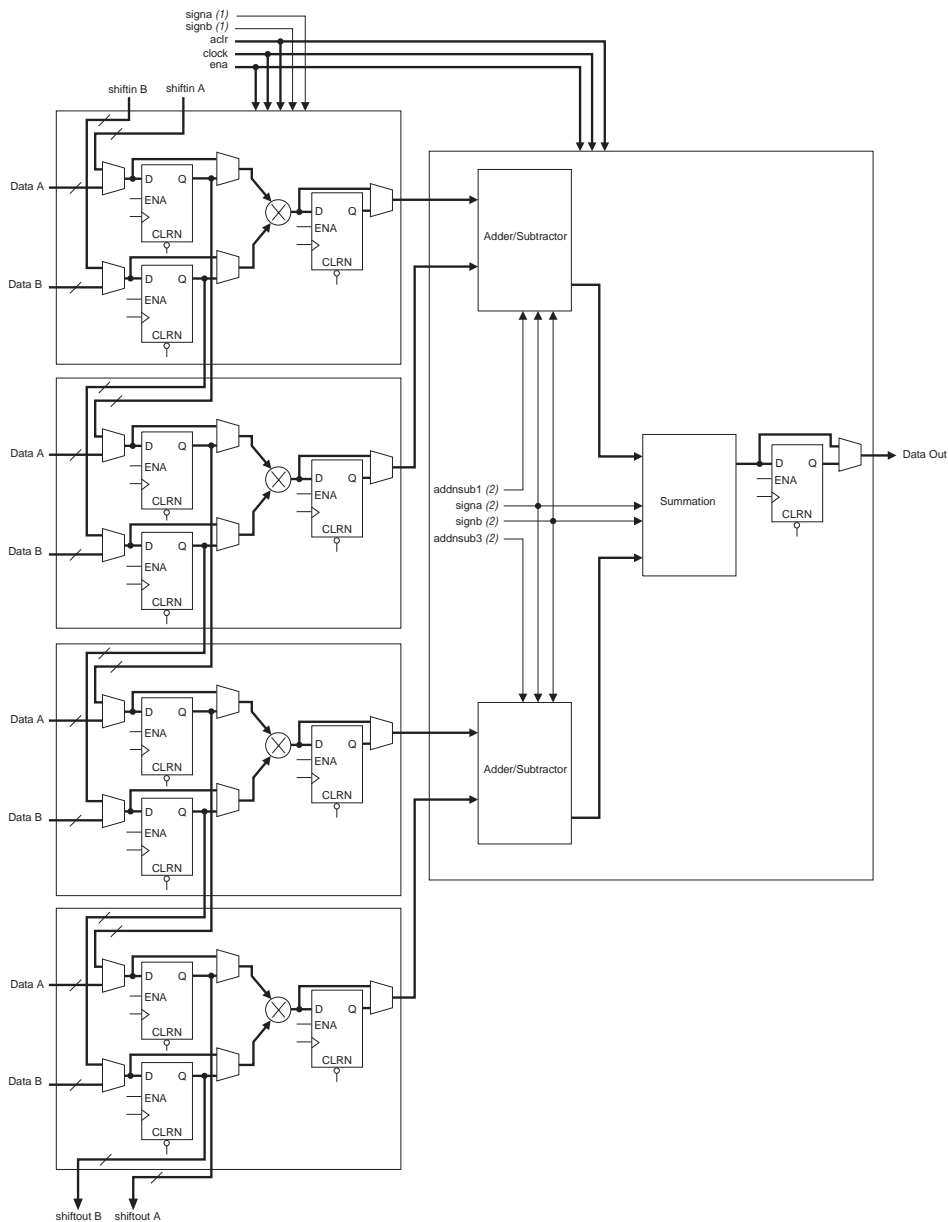 signa (1)
signb (1)
aclr
clock
ena
shiftin B
shiftin A
Data A
D Q
ENA
CLRN
D Q
ENA
CLRN
Adder/Subtractor
Data B
D Q
ENA
CLRN
Data A
D Q
ENA
CLRN
D Q
ENA
CLRN
Data B
D Q
ENA
CLRN
addnsub1 (2)
signa (2)
signb (2)
addnsub3 (2)
Summation
D Q
ENA
CLRN
Data Out
Data A
D Q
ENA
CLRN
D Q
ENA
CLRN
Adder/Subtractor
Data B
D Q
ENA
CLRN
Data A
D Q
ENA
CLRN
D Q
ENA
CLRN
Data B
D Q
ENA
CLRN
shiftout B
shiftout A